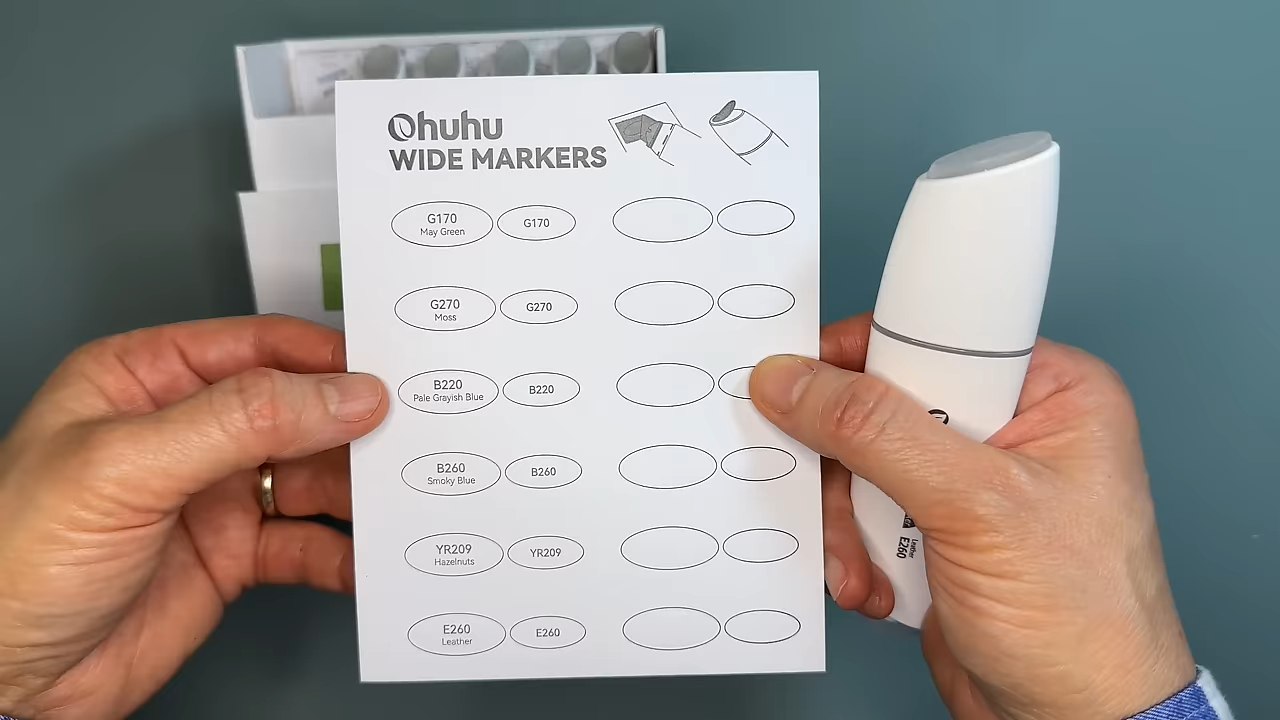 Ohuhu
WIDE MARKERS
G170
May Green
G170
G270
Moss
G270
B220
Pale Grayish Blue
B220
B260
Smoky Blue
B260
YR209
Hazelnuts
YR209
E260
Leather
E260
Leather
E260